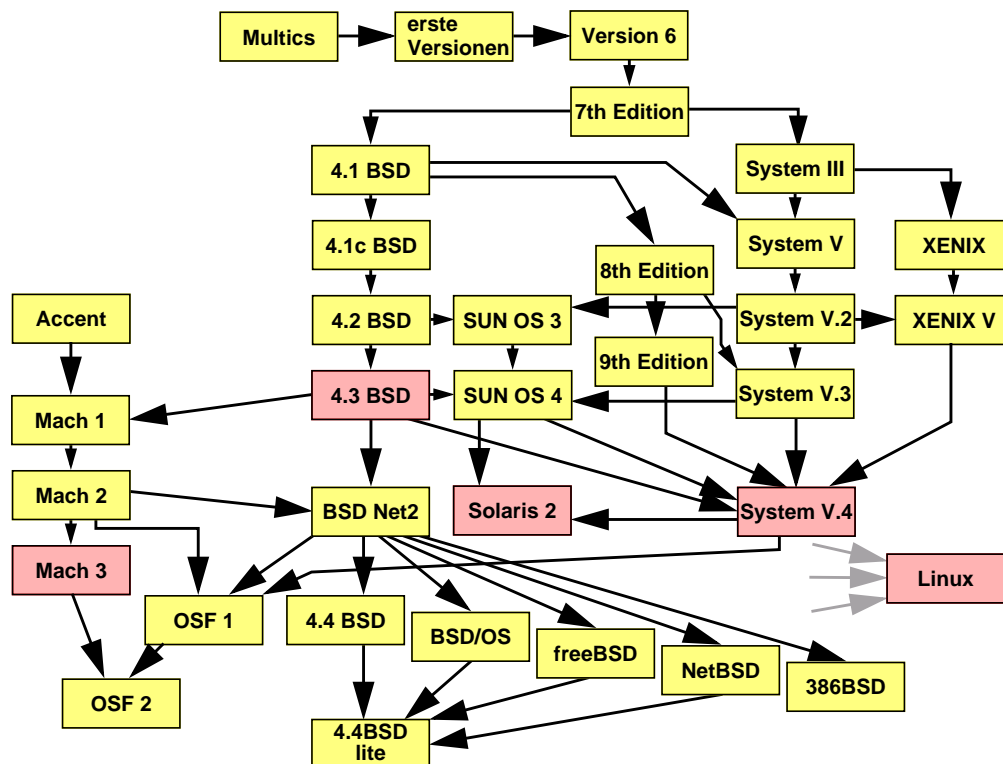 Multics
erste
Versionen
Version 6
7th Edition
4.1 BSD
System III
4.1c BSD
8th Edition
System V
XENIX
Accent
4.2 BSD
SUN OS 3
System V.2
XENIX V
9th Edition
Mach 1
4.3 BSD
SUN OS 4
System V.3
Mach 2
BSD Net2
Solaris 2
System V.4
Mach 3
Linux
OSF 1
4.4 BSD
BSD/OS
freeBSD
NetBSD
386BSD
OSF 2
4.4BSD
lite